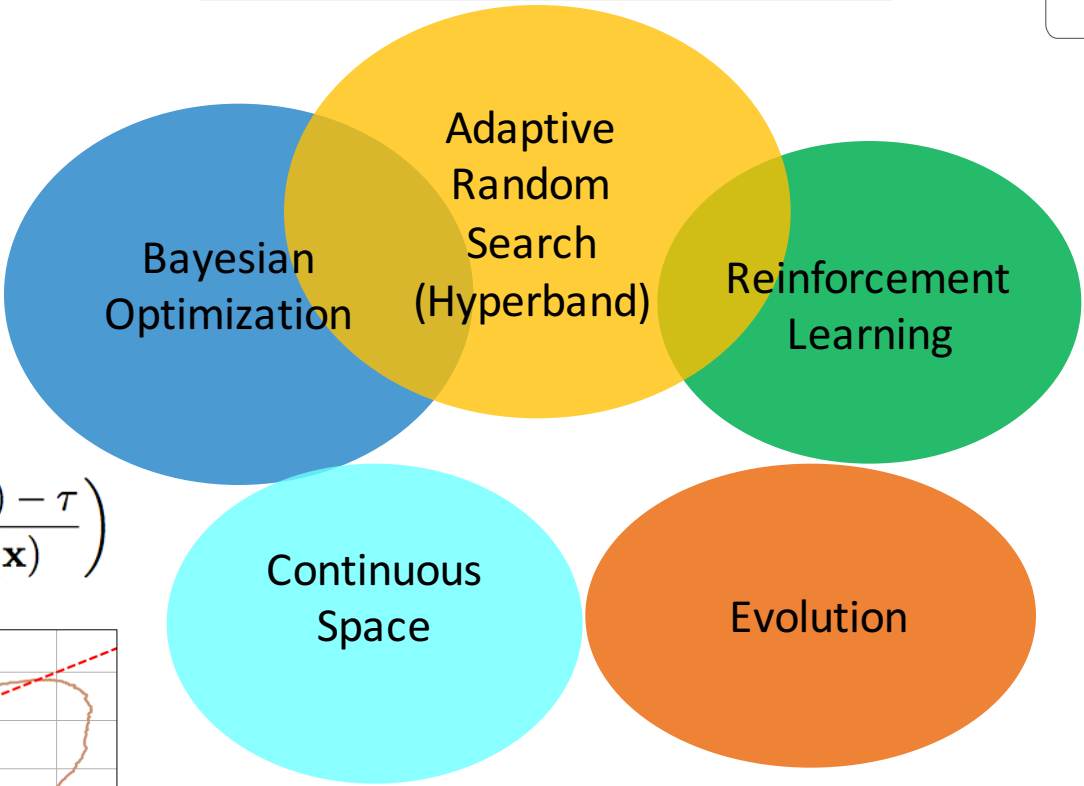 Adaptive
Random
Search
(Hyperband)
Bayesian
Optimization
Reinforcement
Learning
) − τ
x)
)
Continuous
Space
Evolution